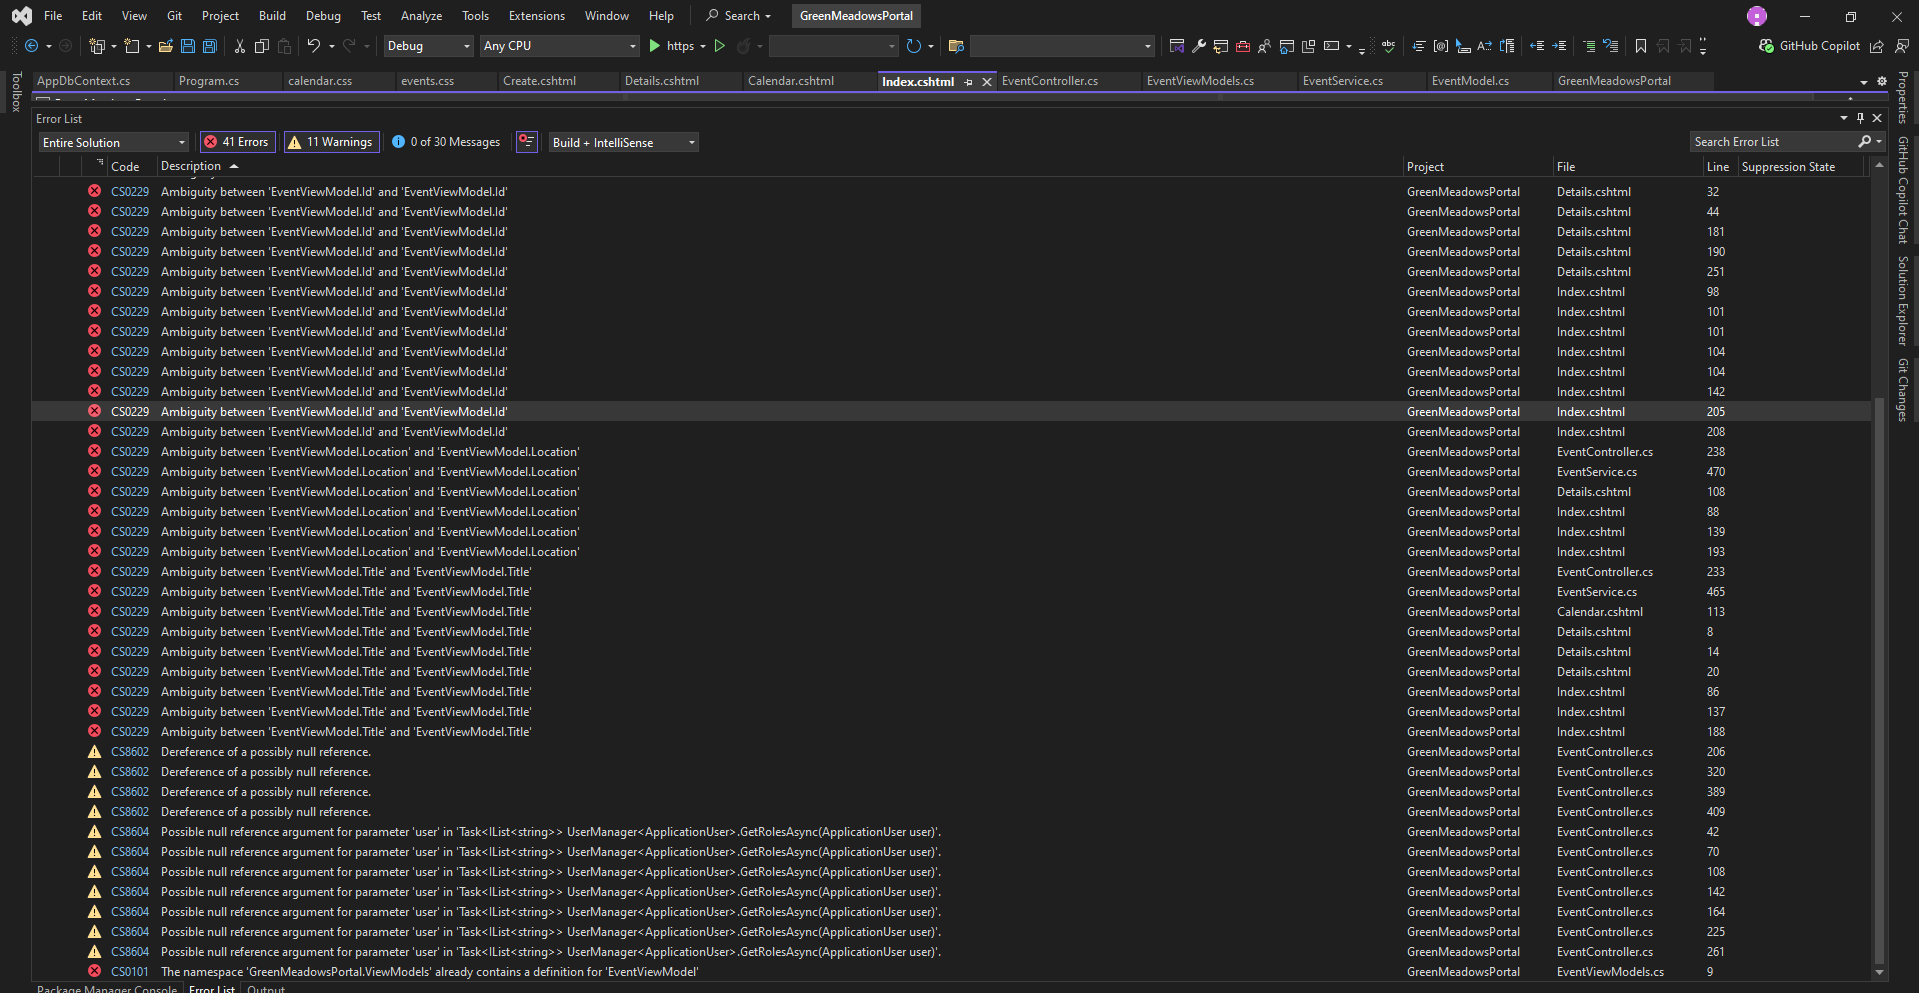 File Edit View Git Project Build Debug Test Analyze Tools Extensions Window Help Search GreenMeadowsPortal
Debug Any CPU https GitHub Copilot
AppDbContext.cs Program.cs calendar.css events.css Create.cshtml Details.cshtml Calendar.cshtml Index.cshtml EventController.cs EventViewModels.cs EventService.cs EventModel.cs GreenMeadowsPortal
Toolbox
Error List
Entire Solution 41 Errors 11 Warnings 0 of 30 Messages Build + IntelliSense Search Error List
Code Description Project File Line Suppression State
CS0229 Ambiguity between 'EventViewModel.Id' and 'EventViewModel.Id' GreenMeadowsPortal Details.cshtml 32
CS0229 Ambiguity between 'EventViewModel.Id' and 'EventViewModel.Id' GreenMeadowsPortal Details.cshtml 44
CS0229 Ambiguity between 'EventViewModel.Id' and 'EventViewModel.Id' GreenMeadowsPortal Details.cshtml 181
CS0229 Ambiguity between 'EventViewModel.Id' and 'EventViewModel.Id' GreenMeadowsPortal Details.cshtml 190
CS0229 Ambiguity between 'EventViewModel.Id' and 'EventViewModel.Id' GreenMeadowsPortal Details.cshtml 251
CS0229 Ambiguity between 'EventViewModel.Id' and 'EventViewModel.Id' GreenMeadowsPortal Index.cshtml 98
CS0229 Ambiguity between 'EventViewModel.Id' and 'EventViewModel.Id' GreenMeadowsPortal Index.cshtml 101
CS0229 Ambiguity between 'EventViewModel.Id' and 'EventViewModel.Id' GreenMeadowsPortal Index.cshtml 101
CS0229 Ambiguity between 'EventViewModel.Id' and 'EventViewModel.Id' GreenMeadowsPortal Index.cshtml 104
CS0229 Ambiguity between 'EventViewModel.Id' and 'EventViewModel.Id' GreenMeadowsPortal Index.cshtml 104
CS0229 Ambiguity between 'EventViewModel.Id' and 'EventViewModel.Id' GreenMeadowsPortal Index.cshtml 142
CS0229 Ambiguity between 'EventViewModel.Id' and 'EventViewModel.Id' GreenMeadowsPortal Index.cshtml 205
CS0229 Ambiguity between 'EventViewModel.Id' and 'EventViewModel.Id' GreenMeadowsPortal Index.cshtml 208
CS0229 Ambiguity between 'EventViewModel.Location' and 'EventViewModel.Location' GreenMeadowsPortal EventController.cs 238
CS0229 Ambiguity between 'EventViewModel.Location' and 'EventViewModel.Location' GreenMeadowsPortal EventService.cs 470
CS0229 Ambiguity between 'EventViewModel.Location' and 'EventViewModel.Location' GreenMeadowsPortal Details.cshtml 108
CS0229 Ambiguity between 'EventViewModel.Location' and 'EventViewModel.Location' GreenMeadowsPortal Index.cshtml 88
CS0229 Ambiguity between 'EventViewModel.Location' and 'EventViewModel.Location' GreenMeadowsPortal Index.cshtml 139
CS0229 Ambiguity between 'EventViewModel.Location' and 'EventViewModel.Location' GreenMeadowsPortal Index.cshtml 193
CS0229 Ambiguity between 'EventViewModel.Title' and 'EventViewModel.Title' GreenMeadowsPortal EventController.cs 233
CS0229 Ambiguity between 'EventViewModel.Title' and 'EventViewModel.Title' GreenMeadowsPortal EventService.cs 465
CS0229 Ambiguity between 'EventViewModel.Title' and 'EventViewModel.Title' GreenMeadowsPortal Calendar.cshtml 113
CS0229 Ambiguity between 'EventViewModel.Title' and 'EventViewModel.Title' GreenMeadowsPortal Details.cshtml 8
CS0229 Ambiguity between 'EventViewModel.Title' and 'EventViewModel.Title' GreenMeadowsPortal Details.cshtml 14
CS0229 Ambiguity between 'EventViewModel.Title' and 'EventViewModel.Title' GreenMeadowsPortal Details.cshtml 20
CS0229 Ambiguity between 'EventViewModel.Title' and 'EventViewModel.Title' GreenMeadowsPortal Index.cshtml 86
CS0229 Ambiguity between 'EventViewModel.Title' and 'EventViewModel.Title' GreenMeadowsPortal Index.cshtml 137
CS0229 Ambiguity between 'EventViewModel.Title' and 'EventViewModel.Title' GreenMeadowsPortal Index.cshtml 188
CS8602 Dereference of a possibly null reference. GreenMeadowsPortal EventController.cs 206
CS8602 Dereference of a possibly null reference. GreenMeadowsPortal EventController.cs 320
CS8602 Dereference of a possibly null reference. GreenMeadowsPortal EventController.cs 389
CS8602 Dereference of a possibly null reference. GreenMeadowsPortal EventController.cs 409
CS8604 Possible null reference argument for parameter 'user' in 'Task<IList<string>> UserManager<ApplicationUser>.GetRolesAsync(ApplicationUser user)'. GreenMeadowsPortal EventController.cs 42
CS8604 Possible null reference argument for parameter 'user' in 'Task<IList<string>> UserManager<ApplicationUser>.GetRolesAsync(ApplicationUser user)'. GreenMeadowsPortal EventController.cs 70
CS8604 Possible null reference argument for parameter 'user' in 'Task<IList<string>> UserManager<ApplicationUser>.GetRolesAsync(ApplicationUser user)'. GreenMeadowsPortal EventController.cs 108
CS8604 Possible null reference argument for parameter 'user' in 'Task<IList<string>> UserManager<ApplicationUser>.GetRolesAsync(ApplicationUser user)'. GreenMeadowsPortal EventController.cs 142
CS8604 Possible null reference argument for parameter 'user' in 'Task<IList<string>> UserManager<ApplicationUser>.GetRolesAsync(ApplicationUser user)'. GreenMeadowsPortal EventController.cs 164
CS8604 Possible null reference argument for parameter 'user' in 'Task<IList<string>> UserManager<ApplicationUser>.GetRolesAsync(ApplicationUser user)'. GreenMeadowsPortal EventController.cs 225
CS8604 Possible null reference argument for parameter 'user' in 'Task<IList<string>> UserManager<ApplicationUser>.GetRolesAsync(ApplicationUser user)'. GreenMeadowsPortal EventController.cs 261
CS0101 The namespace 'GreenMeadowsPortal.ViewModels' already contains a definition for 'EventViewModel' GreenMeadowsPortal EventViewModels.cs 9
Package Manager Console Error List Output
Properties
GitHub Copilot Chat
Solution Explorer
Git Changes